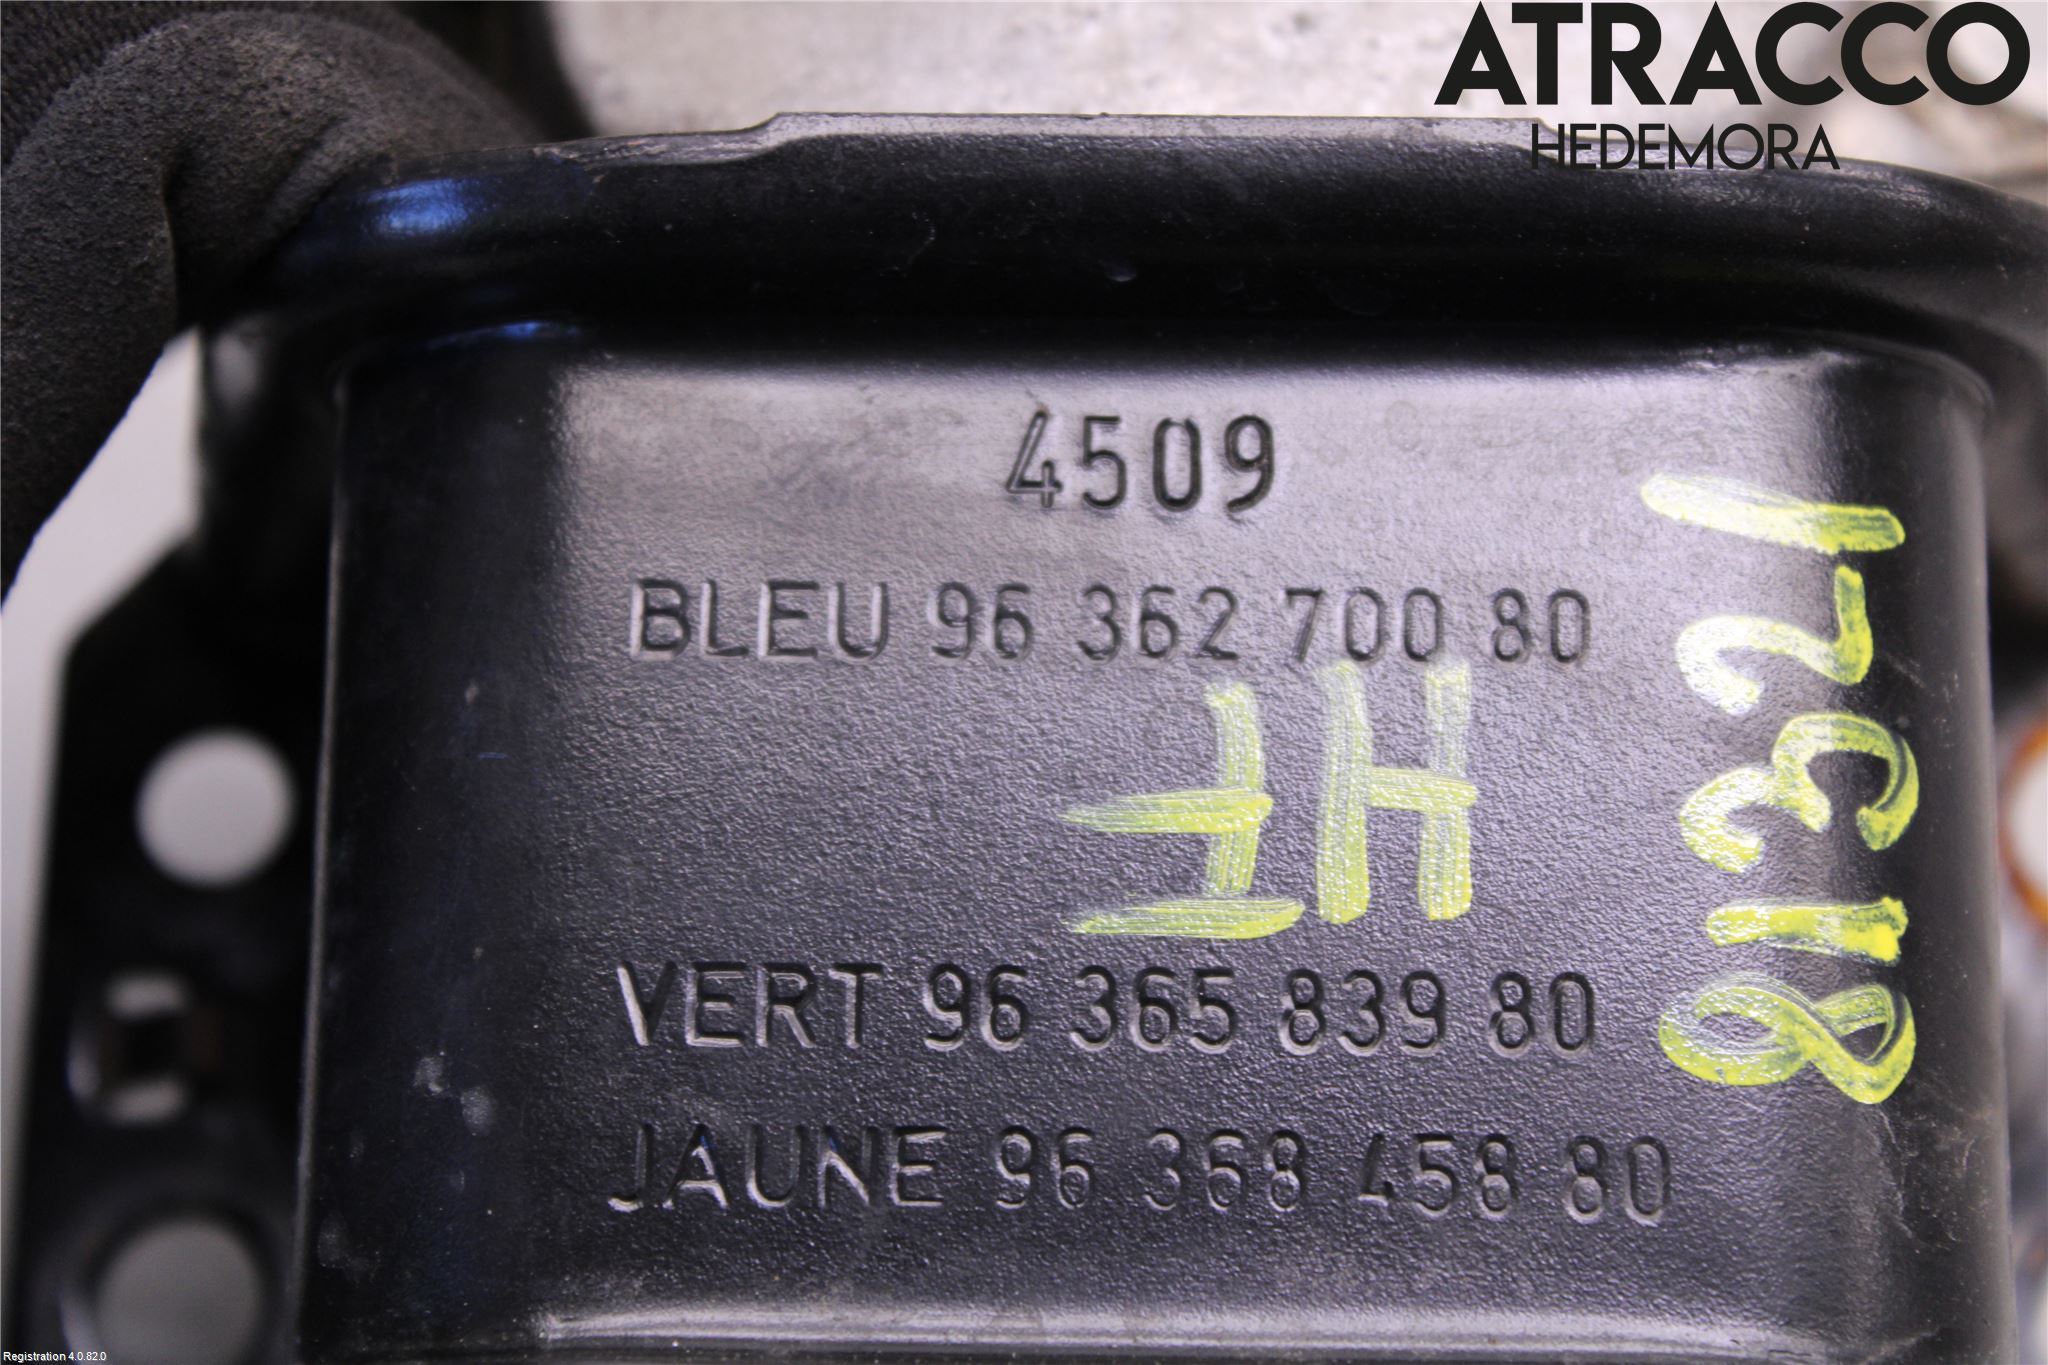 ATRACCO
HEDEMORA
4509
BLEU 96 362 700 80
HF
VERT 96 365 839 80
JAUNE 96 368 458 80
12318
Registration 4.0.82.0